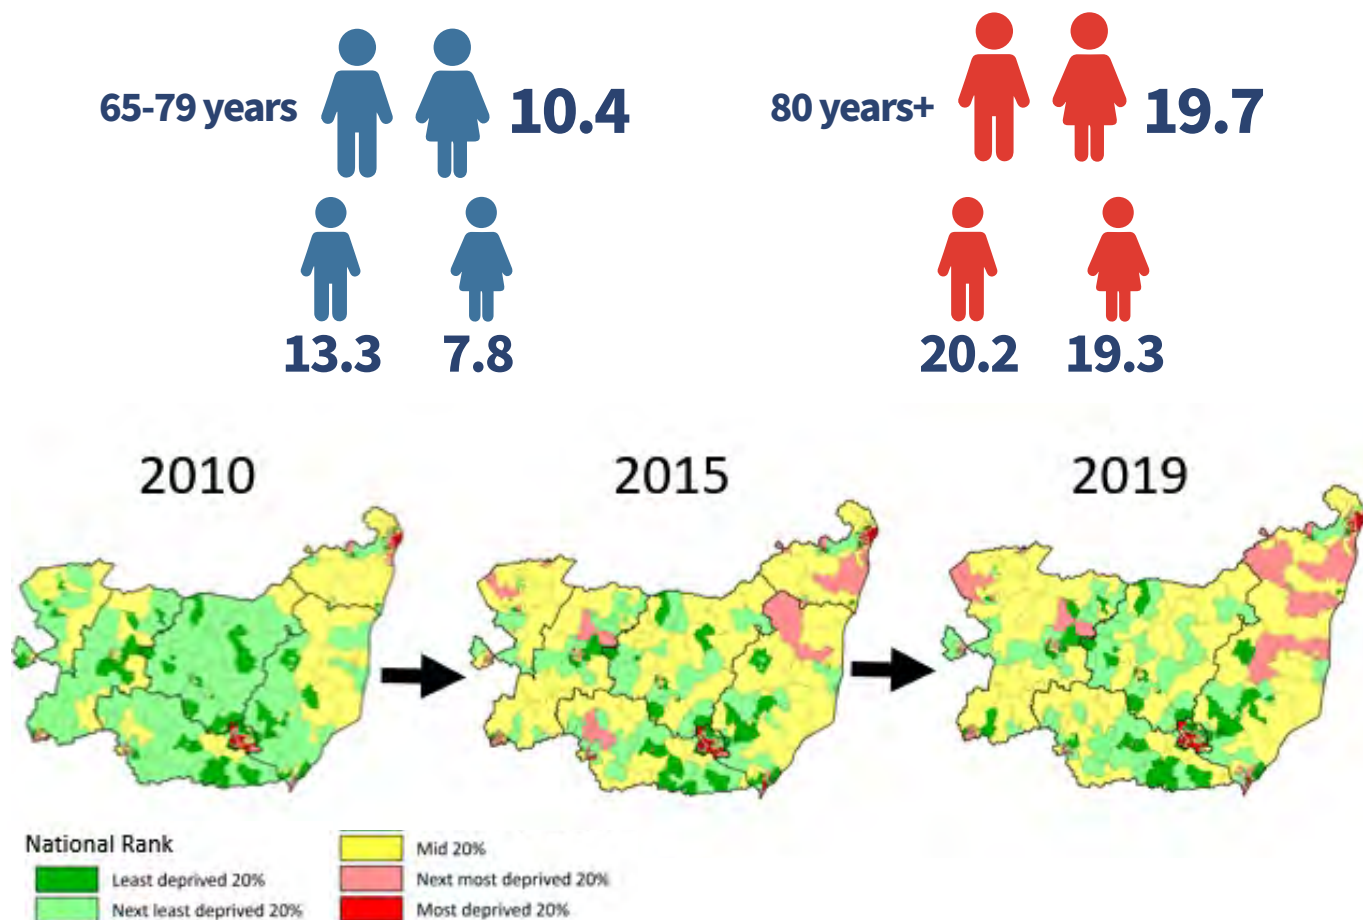 65-79 years 10.4
80 years+ 19.7
13.3 7.8
20.2 19.3
2010 2015 2019
National Rank
Least deprived 20%
Next least deprived 20%
Mid 20%
Next most deprived 20%
Most deprived 20%